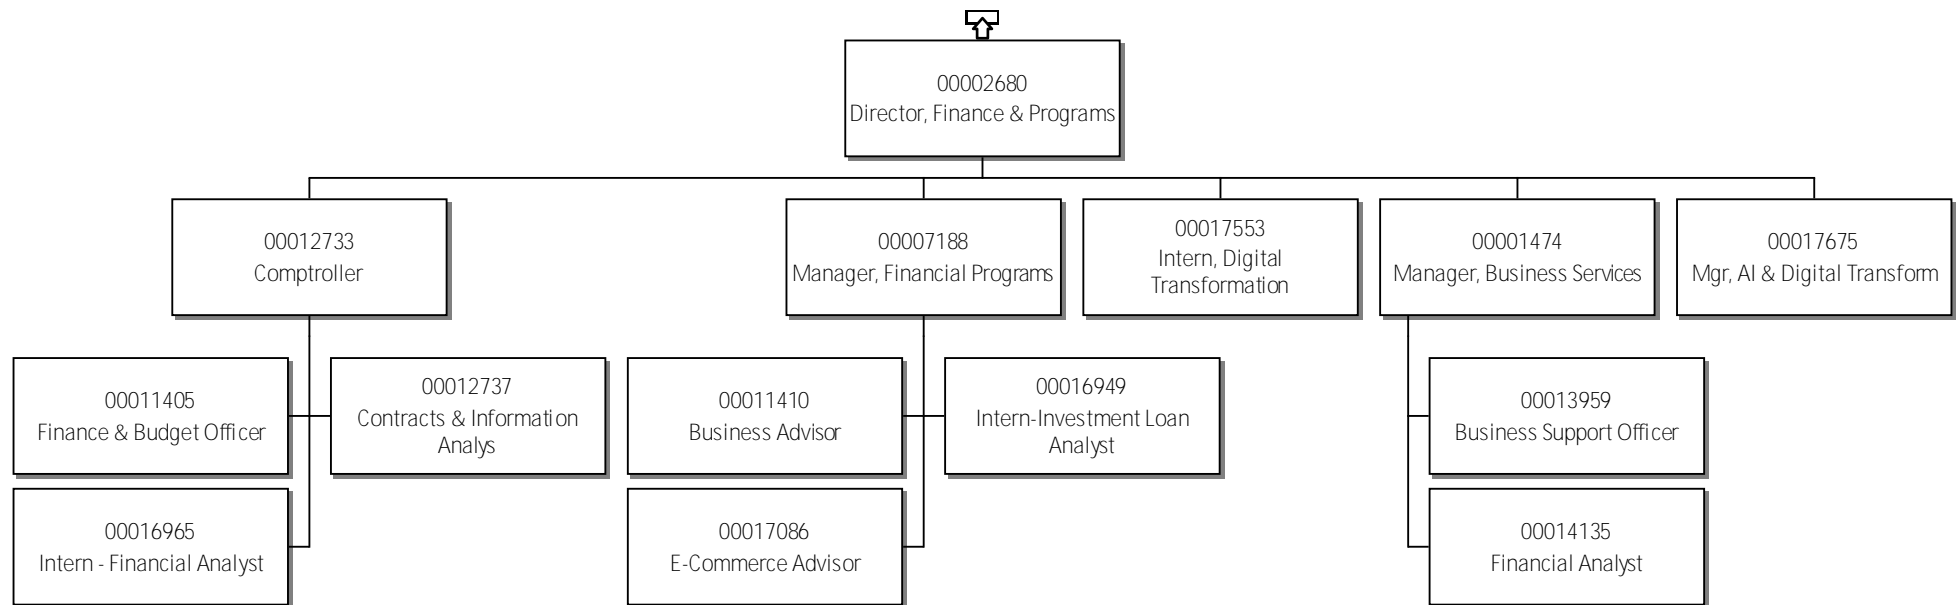 00002680
Director, Finance & Programs
00012733
Comptroller
00007188
Manager, Financial Programs
00017553
Intern, Digital
Transformation
00001474
Manager, Business Services
00017675
Mgr, AI & Digital Transform
00011405
Finance & Budget Officer
00012737
Contracts & Information
Analys
00011410
Business Advisor
00016949
Intern-Investment Loan
Analyst
00013959
Business Support Officer
00016965
Intern - Financial Analyst
00017086
E-Commerce Advisor
00014135
Financial Analyst